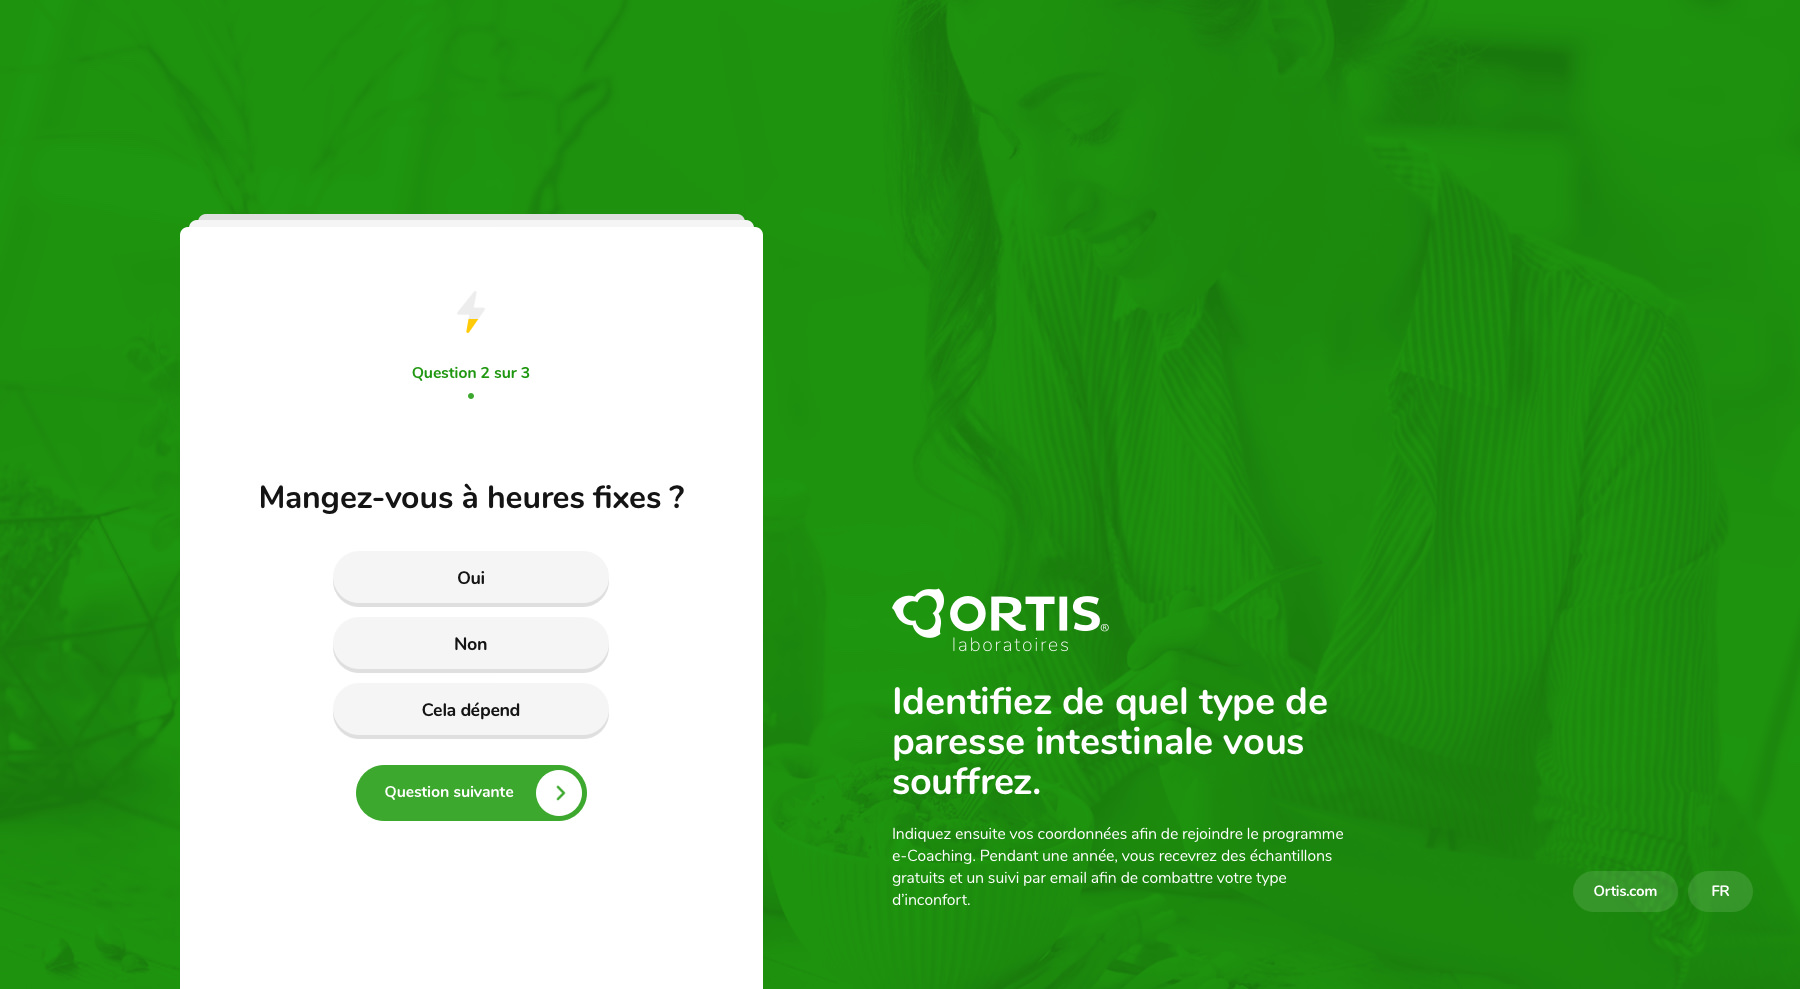 Question 2 sur 3
Mangez-vous à heures fixes ?
Oui
Non
Cela dépend
Question suivante
ORTIS®
laboratoires
Identifiez de quel type de
paresse intestinale vous
souffrez.
Indiquez ensuite vos coordonnées afin de rejoindre le programme
e-Coaching. Pendant une année, vous recevrez des échantillons
gratuits et un suivi par email afin de combattre votre type
d'inconfort.
Ortis.com
FR